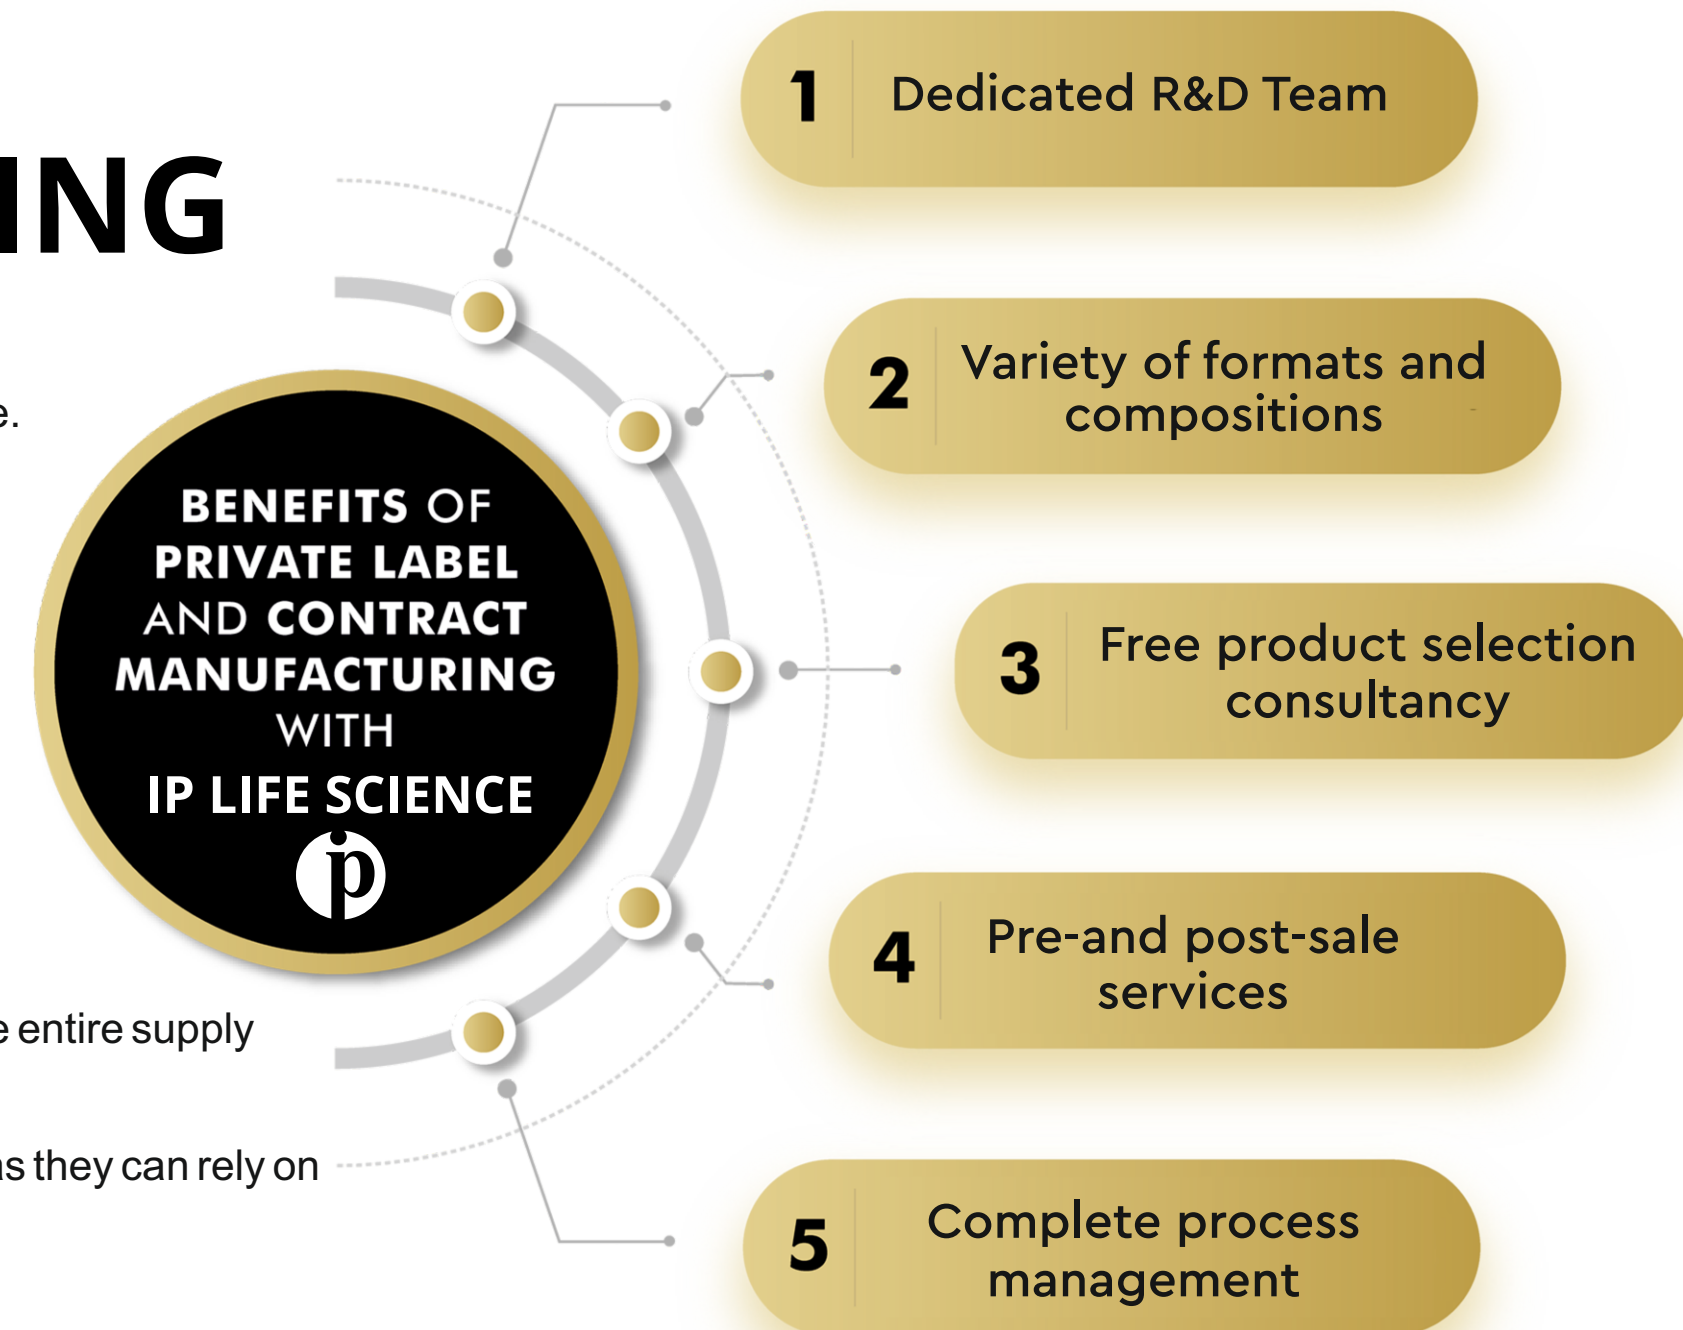 ING
e.
BENEFITS OF
PRIVATE LABEL
AND CONTRACT
MANUFACTURING
WITH
IP LIFE SCIENCE
ip
e entire supply
as they can rely on
1
Dedicated R&D Team
2
Variety of formats and
compositions
3
Free product selection
consultancy
4
Pre-and post-sale
services
5
Complete process
management